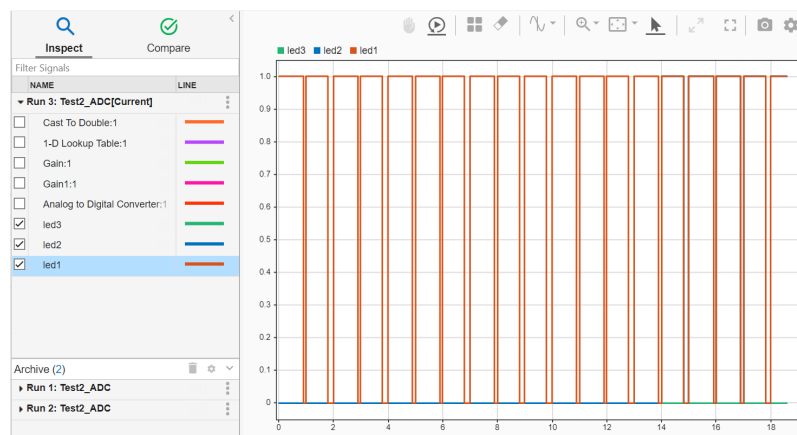 Inspect Compare
led3 led2 led1
Filter Signals
NAME LINE
Run 3: Test2_ADC[Current]
Cast To Double:1
1-D Lookup Table:1
Gain:1
Gain1:1
Analog to Digital Converter:1
led3
led2
led1
Archive (2)
Run 1: Test2_ADC
Run 2: Test2_ADC
1.0
0.9
0.8
0.7
0.6
0.5
0.4
0.3
0.2
0.1
0
0 2 4 6 8 10 12 14 16 18